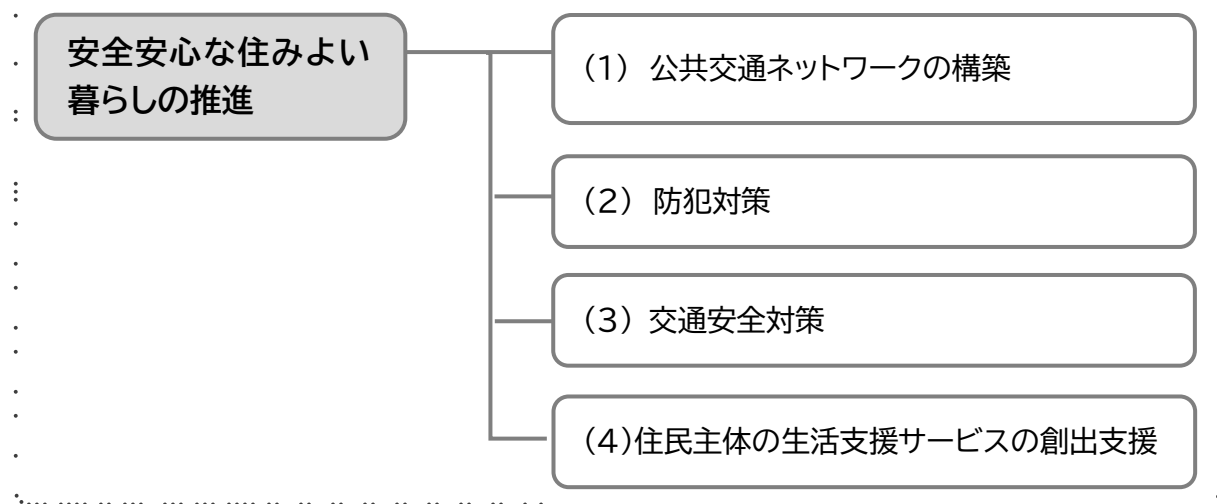 安全安心な住みよい
暮らしの推進
（1） 公共交通ネットワークの構築
（2） 防犯対策
（3） 交通安全対策
（4）住民主体の生活支援サービスの創出支援